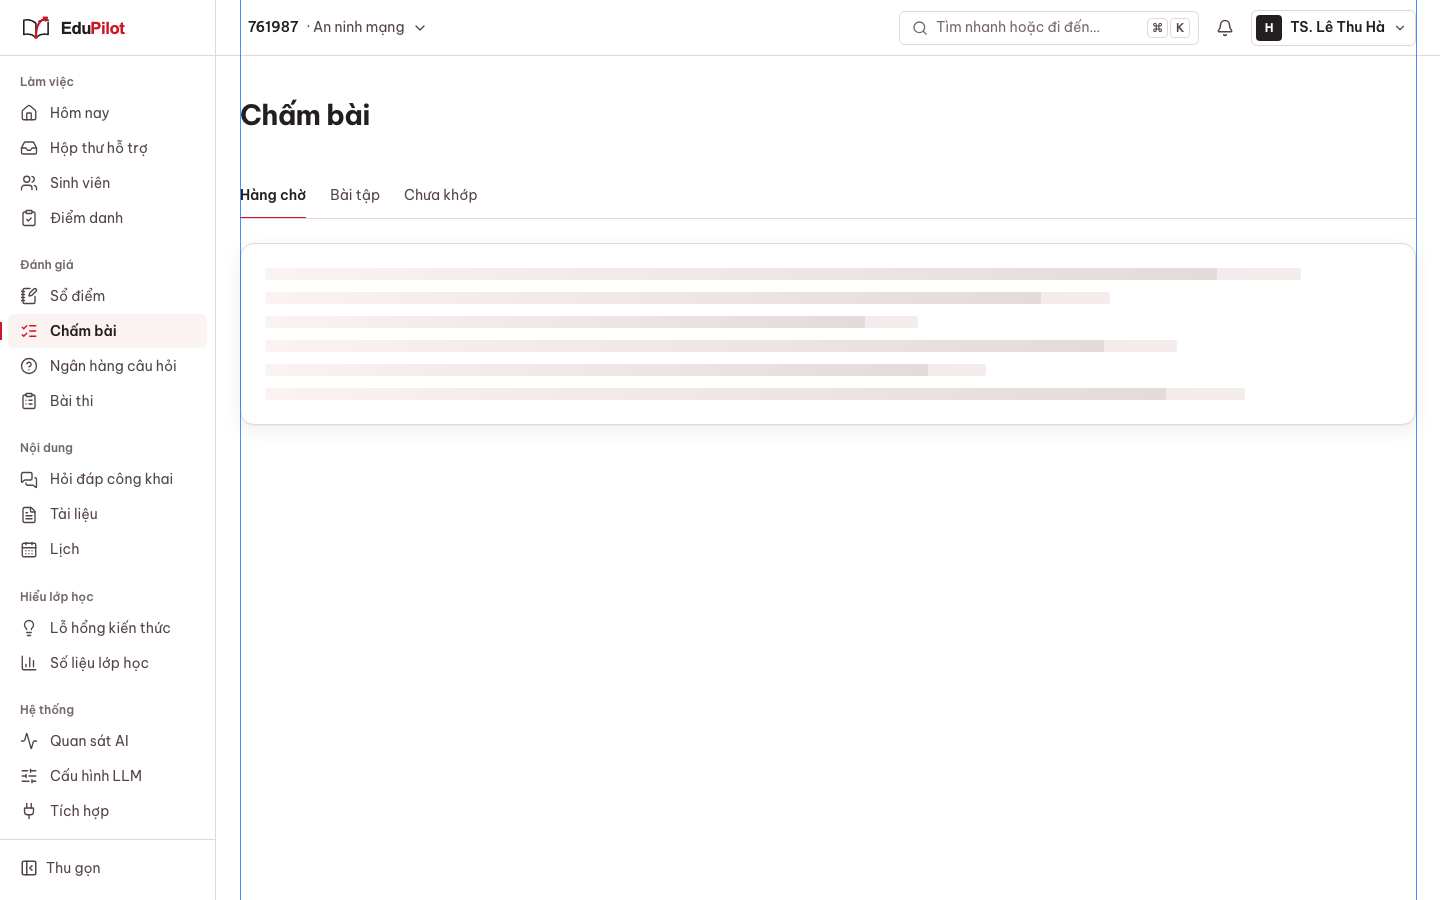 EduPilot
761987 · An ninh mạng
Tìm nhanh hoặc đi đến...
⌘ K
H
TS. Lê Thu Hà
Làm việc
Hôm nay
Hộp thư hỗ trợ
Sinh viên
Điểm danh
Đánh giá
Sổ điểm
Chấm bài
Ngân hàng câu hỏi
Bài thi
Nội dung
Hỏi đáp công khai
Tài liệu
Lịch
Hiểu lớp học
Lỗ hổng kiến thức
Số liệu lớp học
Hệ thống
Quan sát AI
Cấu hình LLM
Tích hợp
Thu gọn
Chấm bài
Hàng chờ
Bài tập
Chưa khớp